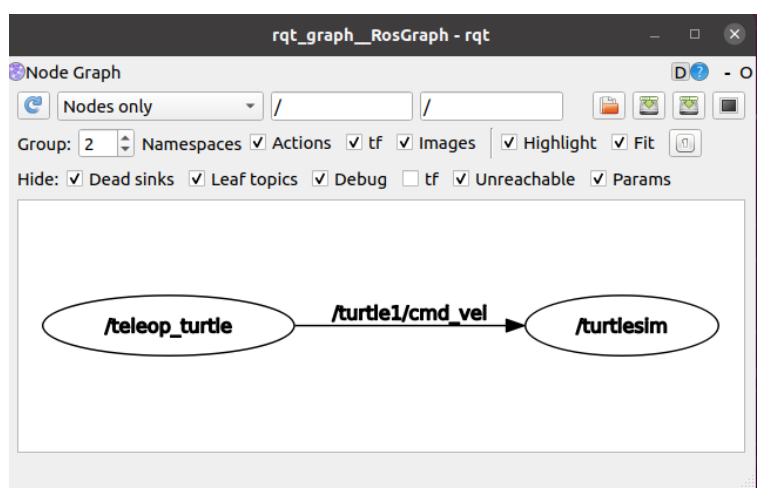 rqt_graph__RosGraph - rqt
Node Graph D ? - O
Nodes only / /
Group: 2 Namespaces Actions tf Images Highlight Fit
Hide: Dead sinks Leaf topics Debug tf Unreachable Params
/teleop_turtle /turtle1/cmd_vel /turtlesim